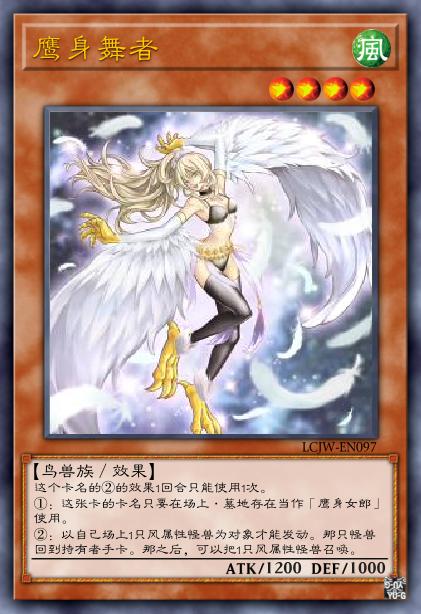 鹰身舞者
風
LCJW-EN097
【鸟兽族／效果】
这个卡名的②的效果1回合只能使用1次。
①：这张卡的卡名只要在场上·墓地存在当作「鹰身女郎」
使用。
②：以自己场上1只风属性怪兽为对象才能发动。那只怪兽
回到持有者手卡。那之后，可以把1只风属性怪兽召唤。
ATK/1200 DEF/1000